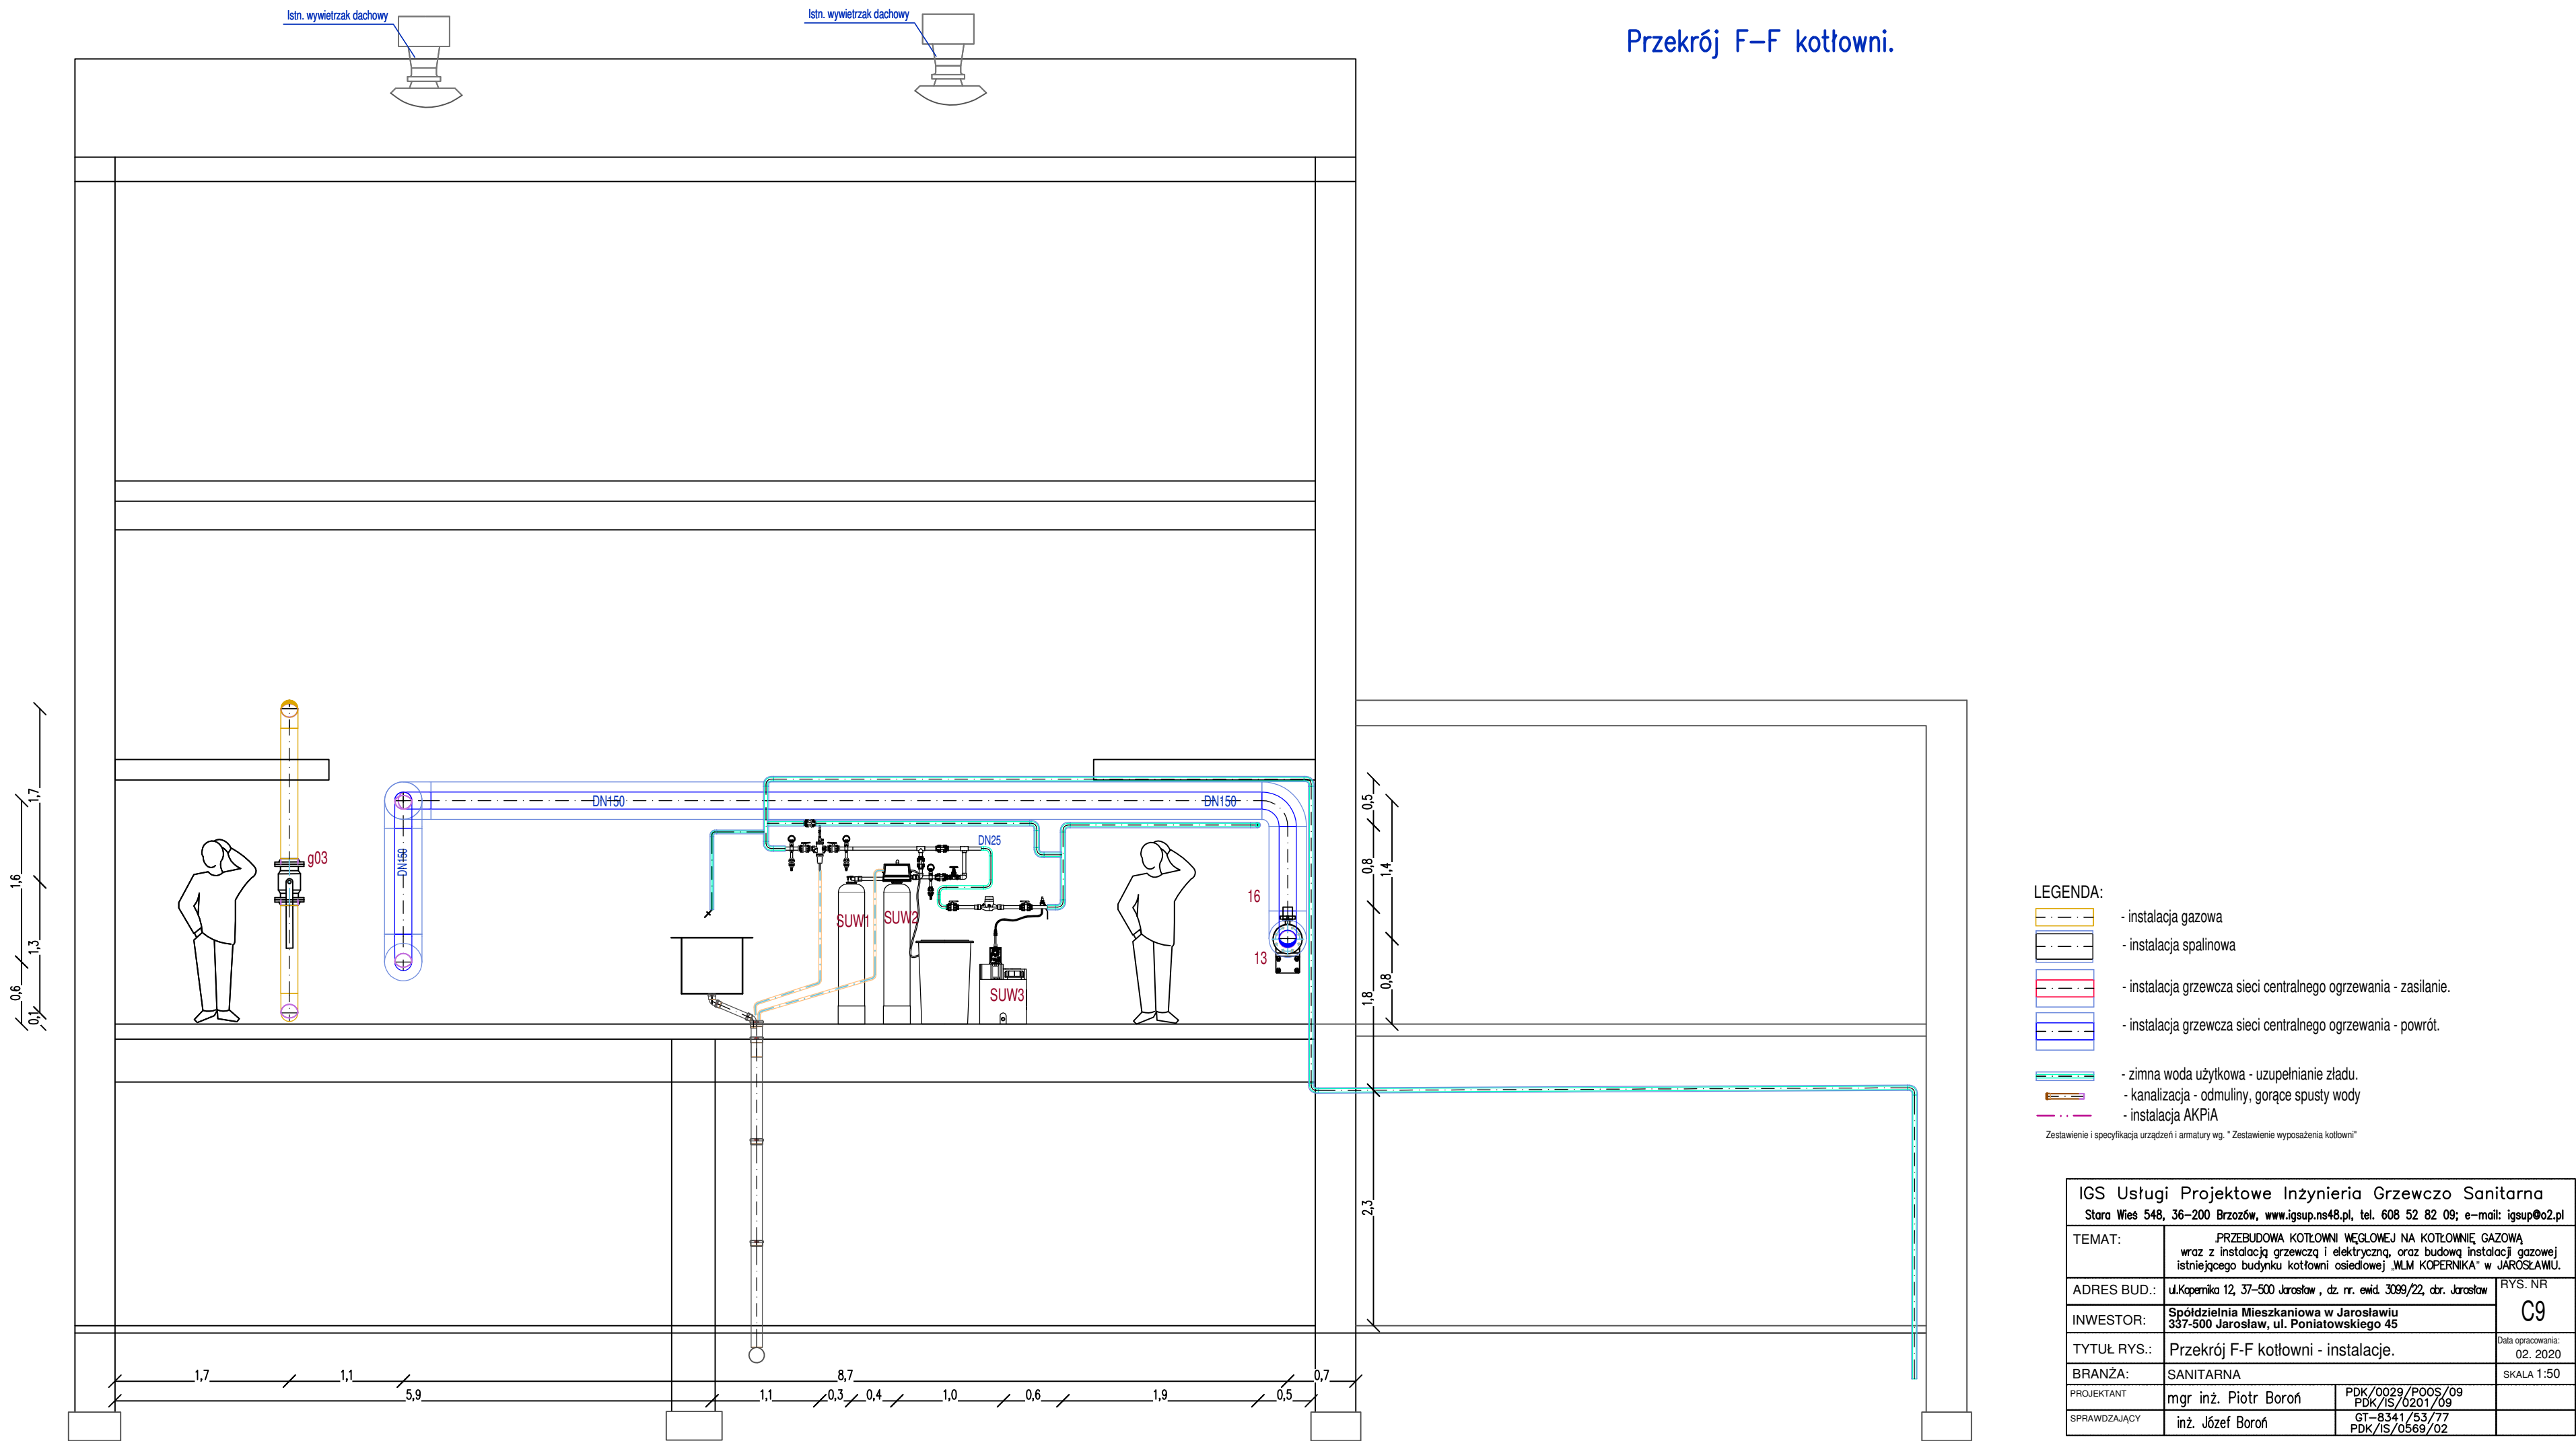 Istn. wywietrzak dachowy
Istn. wywietrzak dachowy
Przekrój F-F kotłowni.
g03
DN150
DN150
DN150
DN25
SUW1
SUW2
SUW3
16
13
1,7
1,6
1,3
0,6
0,1
0,5
0,8
1,4
1,8
0,8
2,3
1,7
1,1
8,7
0,7
5,9
1,1
0,3
0,4
1,0
0,6
1,9
0,5
LEGENDA:
- instalacja gazowa
- instalacja spalinowa
- instalacja grzewcza sieci centralnego ogrzewania - zasilanie.
- instalacja grzewcza sieci centralnego ogrzewania - powrót.
- zimna woda użytkowa - uzupełnianie zładu.
- kanalizacja - odmuliny, gorące spusty wody
- instalacja AKPiA
Zestawienie i specyfikacja urządzeń i armatury wg. " Zestawienie wyposażenia kotłowni"
IGS Usługi Projektowe Inżynieria Grzewczo Sanitarna
Stara Wieś 548, 36-200 Brzozów, www.igsup.ns48.pl, tel. 608 52 82 09; e-mail: igsup@o2.pl
TEMAT:
„PRZEBUDOWA KOTŁOWNI WĘGLOWEJ NA KOTŁOWNIĘ GAZOWĄ
wraz z instalacją grzewczą i elektryczną, oraz budową instalacji gazowej
istniejącego budynku kotłowni osiedlowej „WLM KOPERNIKA" w JAROSŁAWIU.
ADRES BUD.: ul.Kopernika 12, 37-500 Jarosław , dz. nr. ewid. 3099/22, obr. Jarosław
RYS. NR
C9
INWESTOR:
Spółdzielnia Mieszkaniowa w Jarosławiu
337-500 Jarosław, ul. Poniatowskiego 45
TYTUŁ RYS.: Przekrój F-F kotłowni - instalacje.
Data opracowania:
02. 2020
BRANŻA: SANITARNA
SKALA 1:50
PROJEKTANT mgr inż. Piotr Boroń
PDK/0029/POOS/09
PDK/IS/0201/09
SPRAWDZAJĄCY inż. Józef Boroń
GT-8341/53/77
PDK/IS/0569/02